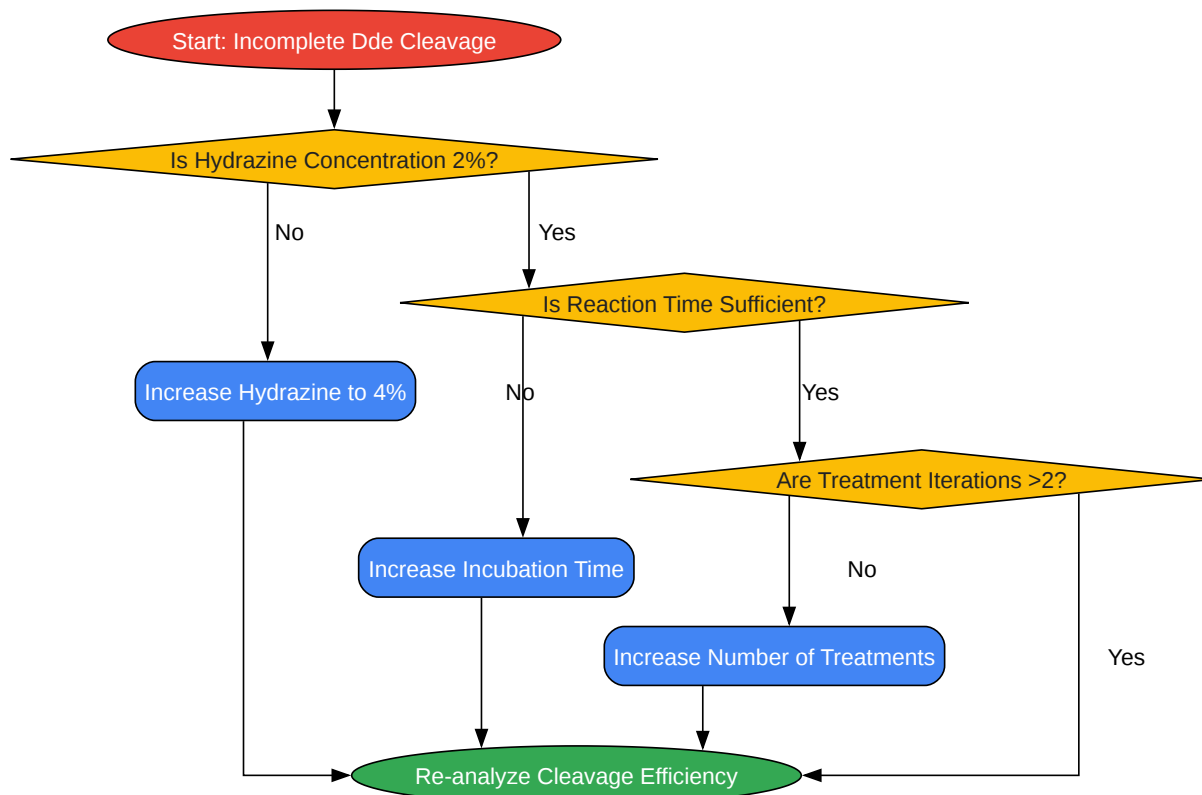 Start: Incomplete Dde Cleavage
Is Hydrazine Concentration 2%?
No
Yes
Is Reaction Time Sufficient?
Increase Hydrazine to 4%
No
Yes
Are Treatment Iterations >2?
Increase Incubation Time
No
Increase Number of Treatments
Yes
Re-analyze Cleavage Efficiency